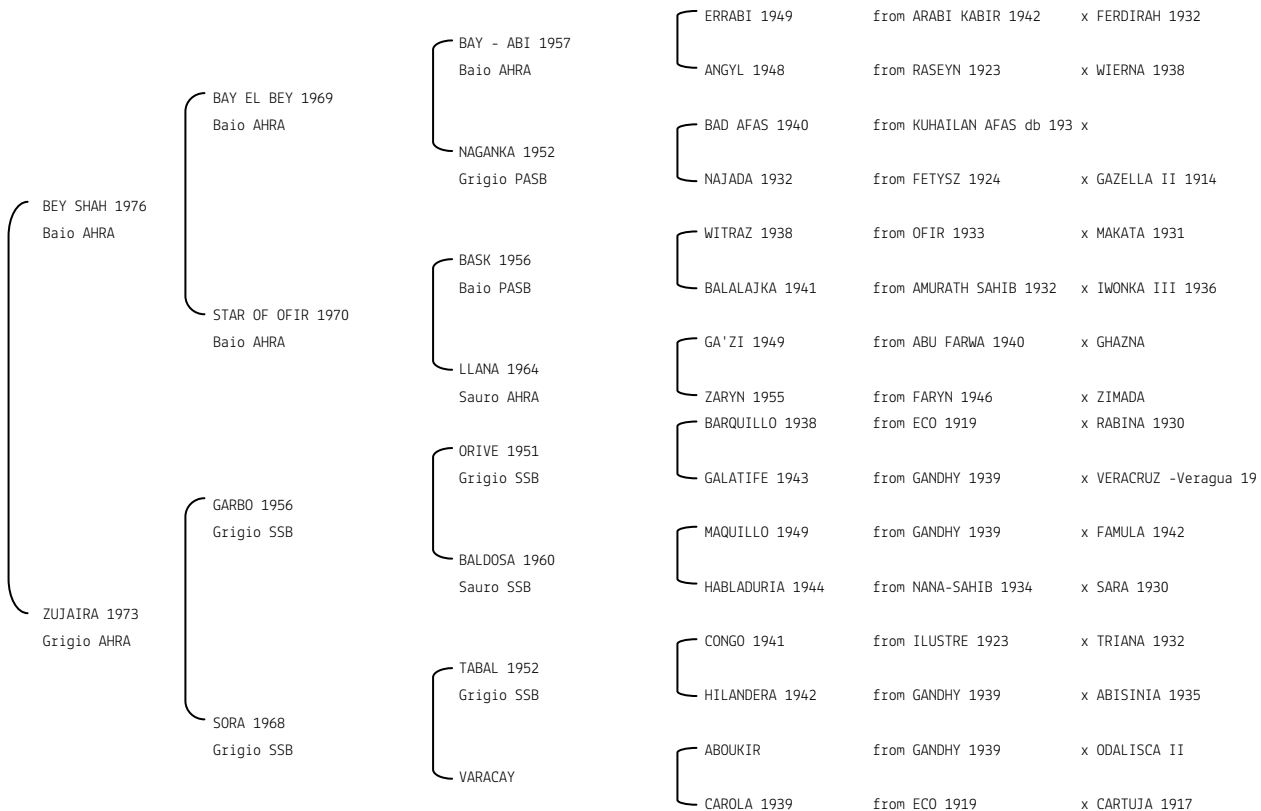 ERRABI 1949 from ARABI KABIR 1942 x FERDIRAH 1932
BAY - ABI 1957
Baio AHRA ANGYL 1948 from RASEYN 1923 x WIERNA 1938
BAY EL BEY 1969
Baio AHRA BAD AFAS 1940 from KUHAILAN AFAS db 193 x
NAGANKA 1952
Grigio PASB NAJADA 1932 from FETYSZ 1924 x GAZELLA II 1914
BEY SHAH 1976
Baio AHRA WITRAZ 1938 from OFIR 1933 x MAKATA 1931
BASK 1956
Baio PASB BALALAJKA 1941 from AMURATH SAHIB 1932 x IWONKA III 1936
STAR OF OFIR 1970
Baio AHRA GA'ZI 1949 from ABU FARWA 1940 x GHAZNA
LLANA 1964
Sauro AHRA ZARYN 1955 from FARYN 1946 x ZIMADA
BARQUILLO 1938 from ECO 1919 x RABINA 1930
ORIVE 1951
Grigio SSB GALATIFE 1943 from GANDHY 1939 x VERACRUZ -Veragua 19
GARBO 1956
Grigio SSB MAQUILLO 1949 from GANDHY 1939 x FAMULA 1942
BALDOSA 1960
Sauro SSB HABLADURIA 1944 from NANA-SAHIB 1934 x SARA 1930
ZUJAIRA 1973
Grigio AHRA CONGO 1941 from ILUSTRE 1923 x TRIANA 1932
TABAL 1952
Grigio SSB HILANDERA 1942 from GANDHY 1939 x ABISINIA 1935
SORA 1968
Grigio SSB ABOUKIR from GANDHY 1939 x ODALISCA II
VARACAY
CAROLA 1939 from ECO 1919 x CARTUJA 1917